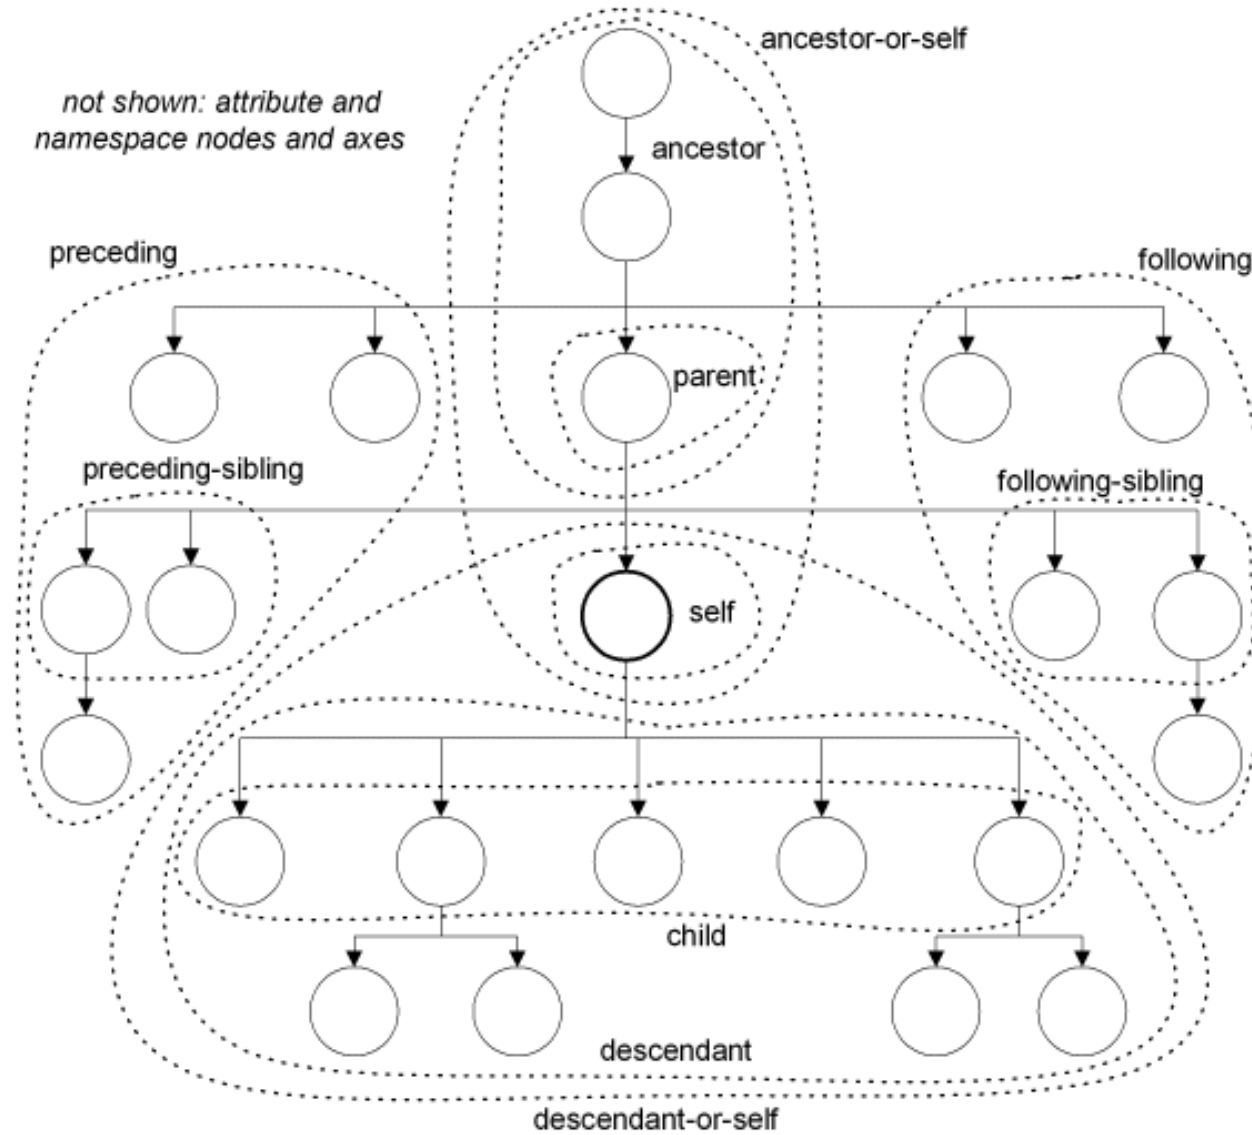 ancestor-or-self
not shown: attribute and
namespace nodes and axes
ancestor
preceding
following
parent
preceding-sibling
following-sibling
self
child
descendant
descendant-or-self